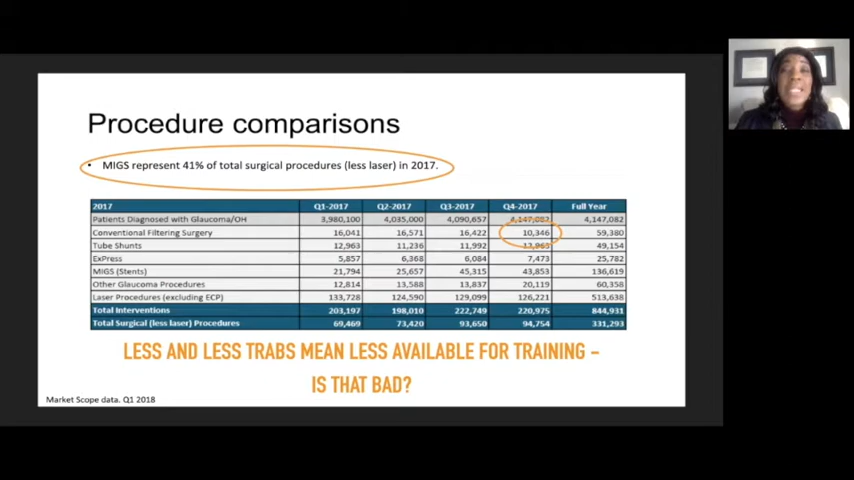 Procedure comparisons
• MIGS represent 41% of total surgical procedures (less laser) in 2017.
2017 Q1-2017 Q2-2017 Q3-2017 Q4-2017 Full Year
Patients Diagnosed with Glaucoma/OH 3,980,100 4,035,000 4,090,657 4,147,082 4,147,082
Conventional Filtering Surgery 16,041 16,571 16,422 10,346 59,380
Tube Shunts 12,963 11,236 11,992 12,963 49,154
ExPress 5,857 6,368 6,084 7,473 25,782
MIGS (Stents) 21,794 25,657 45,315 43,853 136,619
Other Glaucoma Procedures 12,814 13,588 13,837 20,119 60,358
Laser Procedures (excluding ECP) 133,728 124,590 129,099 126,221 513,638
Total Interventions 203,197 198,010 222,749 220,975 844,931
Total Surgical (less laser) Procedures 69,469 73,420 93,650 94,754 331,293
LESS AND LESS TRABS MEAN LESS AVAILABLE FOR TRAINING –
IS THAT BAD?
Market Scope data. Q1 2018